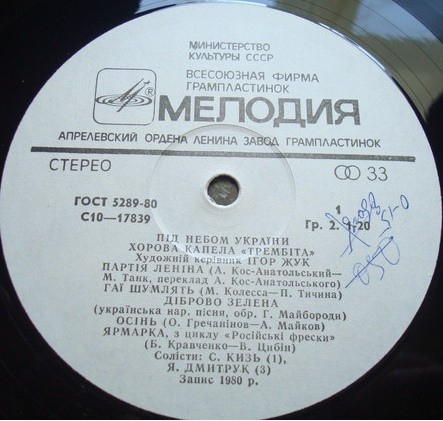 МИНИСТЕРСТВО
КУЛЬТУРЫ СССР
ВСЕСОЮЗНАЯ ФИРМА
ГРАМПЛАСТИНОК
® МЕЛОДИЯ
АПРЕЛЕВСКИЙ ОРДЕНА ЛЕНИНА ЗАВОД ГРАМПЛАСТИНОК
СТЕРЕО 33
ГОСТ 5289-80 1
С10—17839 Гр. 2. 1-20
ПІД НЕБОМ УКРАЇНИ
ХОРОВА КАПЕЛА «ТРЕМБІТА»
Художній керівник ІГОР ЖУК
ПАРТІЯ ЛЕНІНА (А. Кос-Анатольський—
М. Танк, переклад А. Кос-Анатольського)
ГАЇ ШУМЛЯТЬ (М. Колесса—П. Тичина)
ДІБРОВО ЗЕЛЕНА
(українська нар. пісня, обр. Г. Майбороди)
ОСІНЬ (О. Гречанінов—А. Майков)
ЯРМАРКА, з циклу «Російські фрески»
(Б. Кравченко—В. Цибін)
Солісти: С. КИЗЬ (1),
Я. ДМИТРУК (3)
Запис 1980 р.